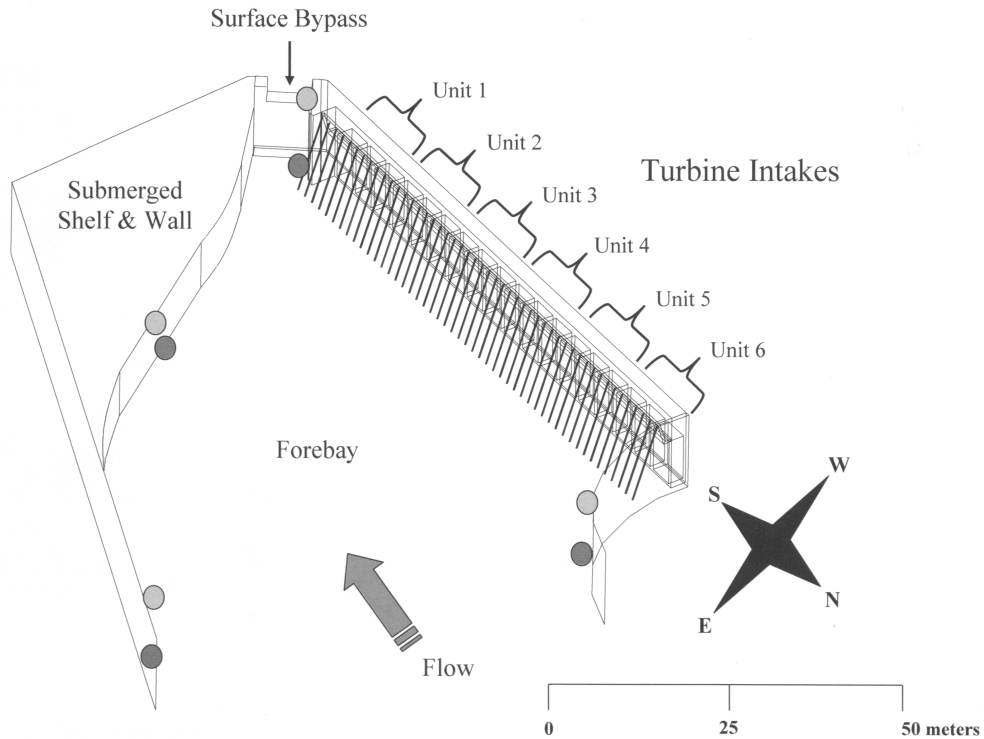 Surface Bypass
Unit 1
Unit 2
Turbine Intakes
Submerged
Shelf & Wall
Unit 3
Unit 4
Unit 5
Unit 6
Forebay
W
S
N
E
Flow
0
25
50 meters